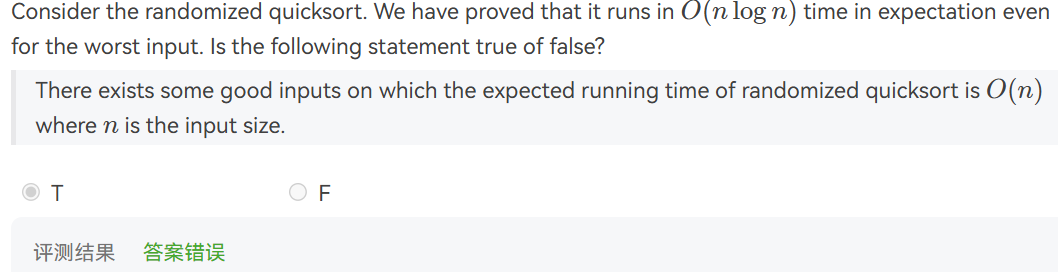 Consider the randomized quicksort. We have proved that it runs in O(n log n) time in expectation even
for the worst input. Is the following statement true of false?
There exists some good inputs on which the expected running time of randomized quicksort is O(n)
where n is the input size.
T F
评测结果 答案错误